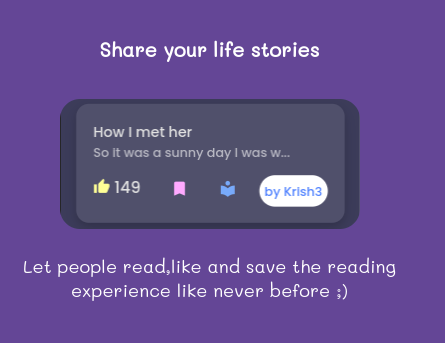 Share your life stories
How I met her
So it was a sunny day I was w...
149
by Krish3
Let people read,like and save the reading
experience like never before ;)